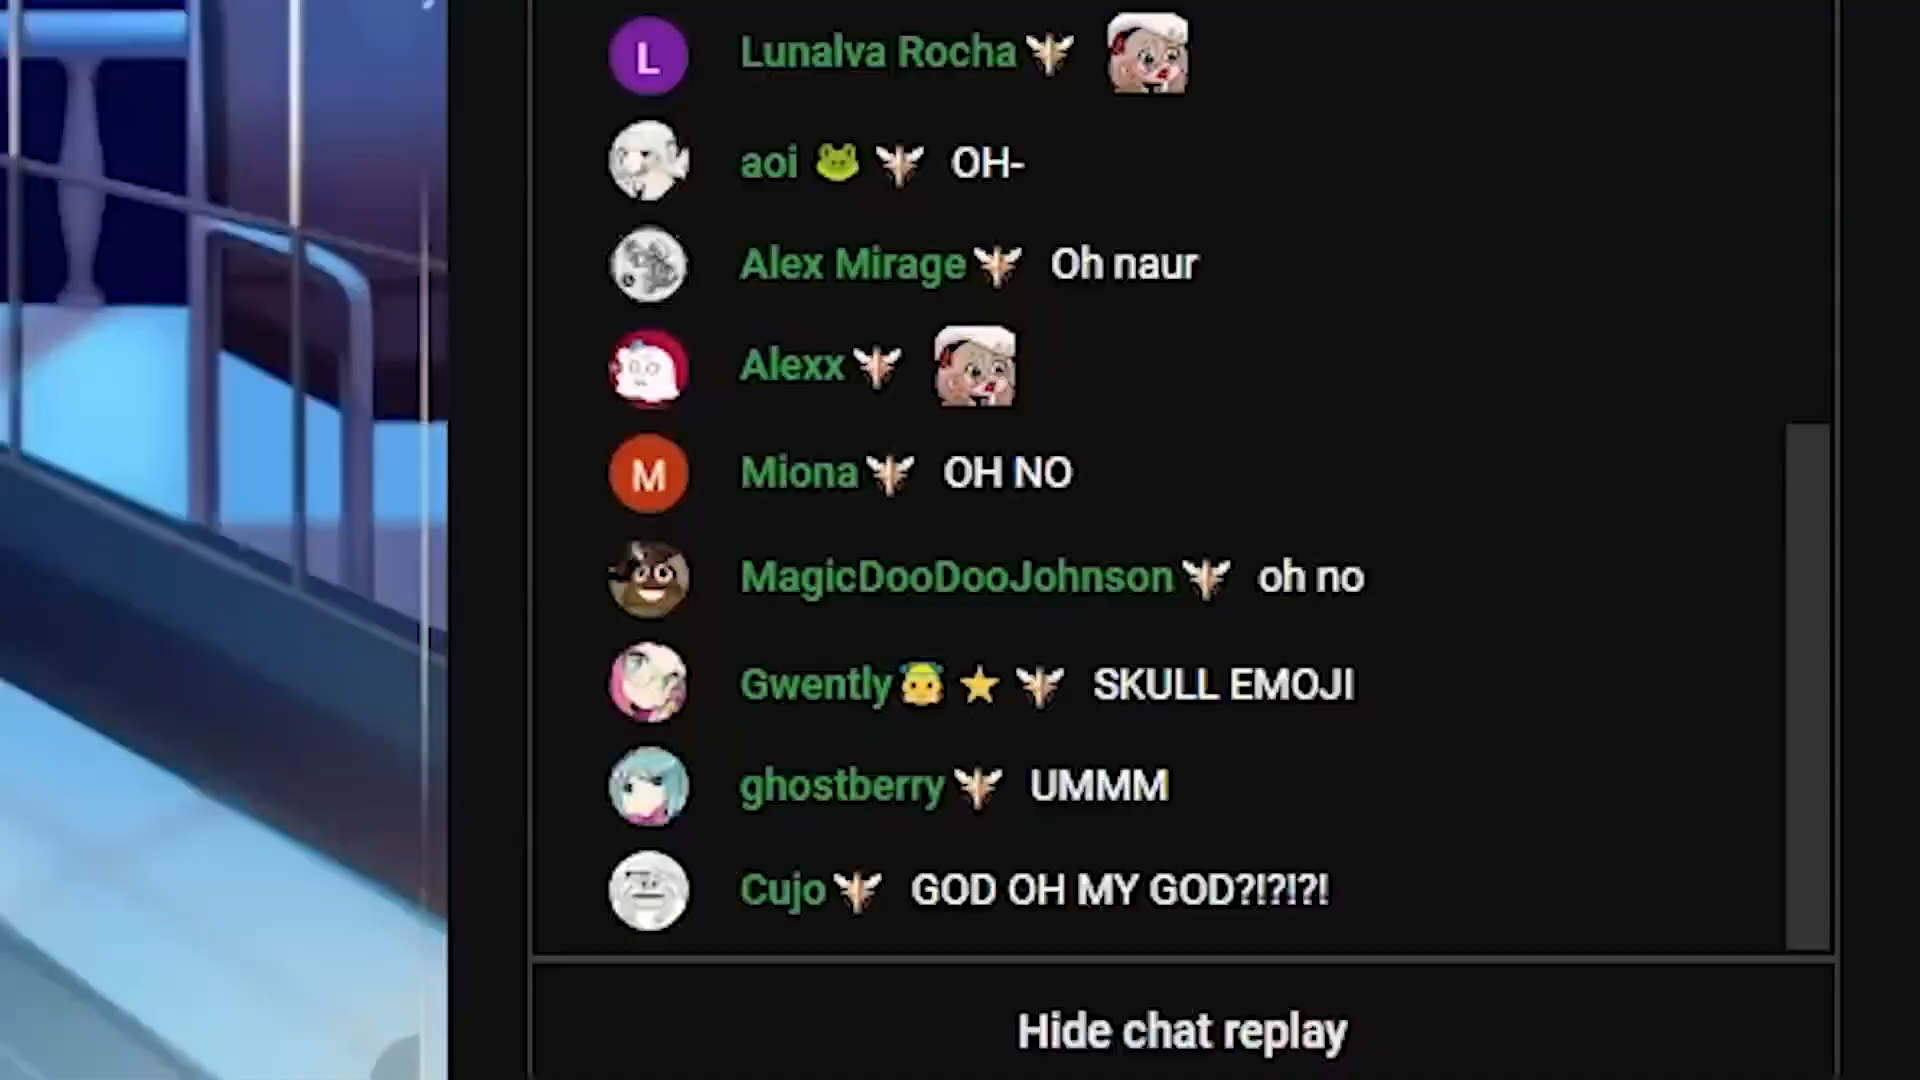 L Lunalva Rocha
aoi 🐸 OH-
Alex Mirage Oh naur
Alexx
M Miona OH NO
MagicDooDooJohnson oh no
Gwently ⭐ SKULL EMOJI
ghostberry UMMM
Cujo GOD OH MY GOD?!?!?!
Hide chat replay